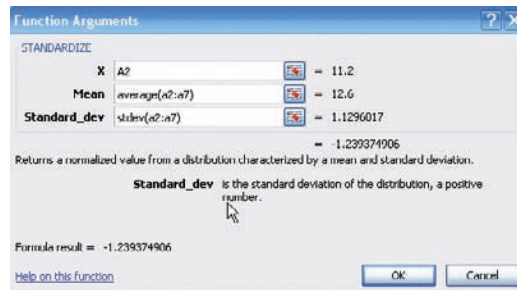 Function Arguments
STANDARDIZE
X A2 = 11.2
Mean average(a2:a7) = 12.6
Standard_dev stdev(a2:a7) = 1.1296017
= -1.239374906
Returns a normalized value from a distribution characterized by a mean and standard deviation.
Standard_dev is the standard deviation of the distribution, a positive
number.
Formula result = -1.239374906
Help on this function OK Cancel